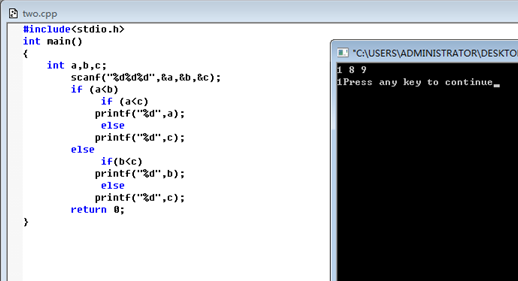 two.cpp
#include<stdio.h>
int main()
{
    int a,b,c;
        scanf("%d%d%d",&a,&b,&c);
        if (a<b)
             if (a<c)
            printf("%d",a);
             else
            printf("%d",c);
        else
             if(b<c)
            printf("%d",b);
             else
            printf("%d",c);
        return 0;
}
"C:\USERS\ADMINISTRATOR\DESKTO
1 8 9
1Press any key to continue